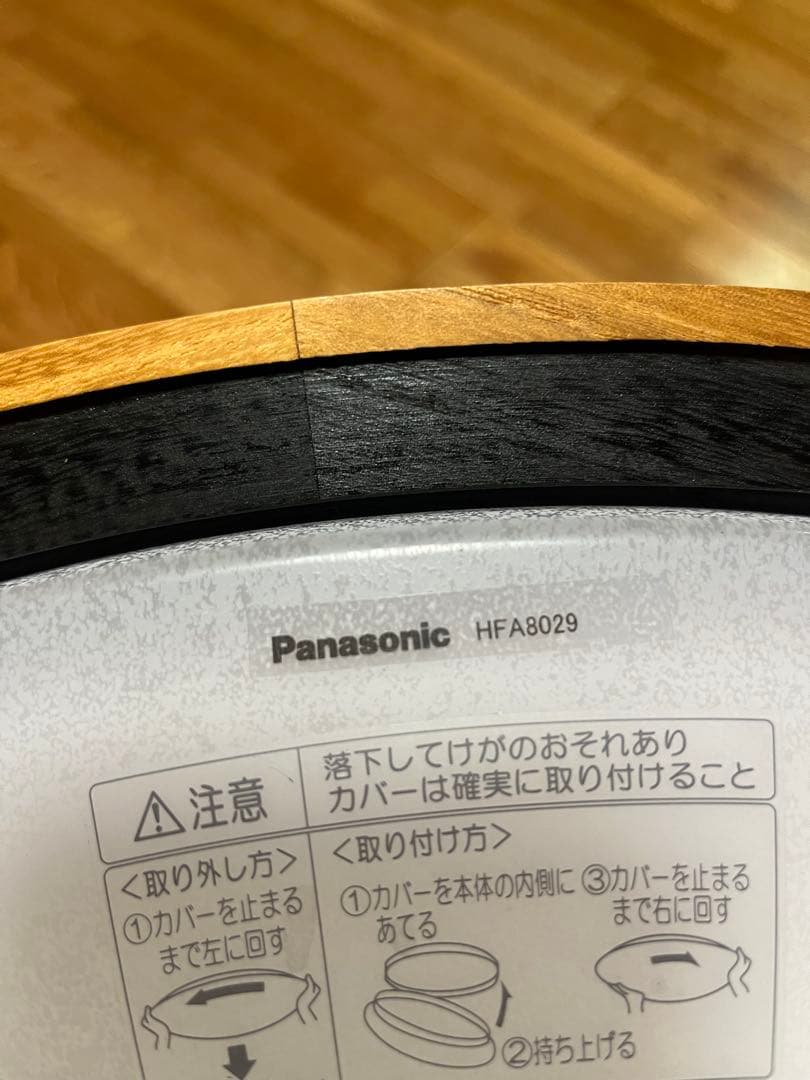 Panasonic HFA8029
注意
落下してけがのおそれあり
カバーは確実に取り付けること
<取り外し方>
①カバーを止まる
まで左に回す
<取り付け方>
①カバーを本体の内側に
あてる
②持ち上げる
③カバーを止まる
まで右に回す